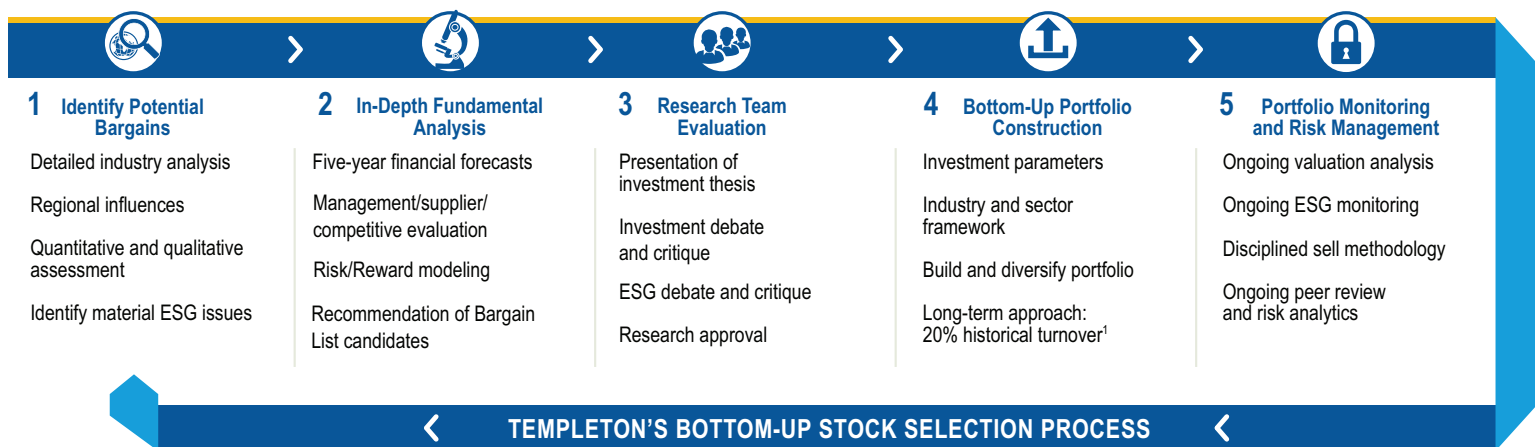 1 Identify Potential
Bargains
Detailed industry analysis
Regional influences
Quantitative and qualitative
assessment
Identify material ESG issues
2 In-Depth Fundamental
Analysis
Five-year financial forecasts
Management/supplier/
competitive evaluation
Risk/Reward modeling
Recommendation of Bargain
List candidates
3 Research Team
Evaluation
Presentation of
investment thesis
Investment debate
and critique
ESG debate and critique
Research approval
4 Bottom-Up Portfolio
Construction
Investment parameters
Industry and sector
framework
Build and diversify portfolio
Long-term approach:
20% historical turnover¹
5 Portfolio Monitoring
and Risk Management
Ongoing valuation analysis
Ongoing ESG monitoring
Disciplined sell methodology
Ongoing peer review
and risk analytics
TEMPLETON'S BOTTOM-UP STOCK SELECTION PROCESS